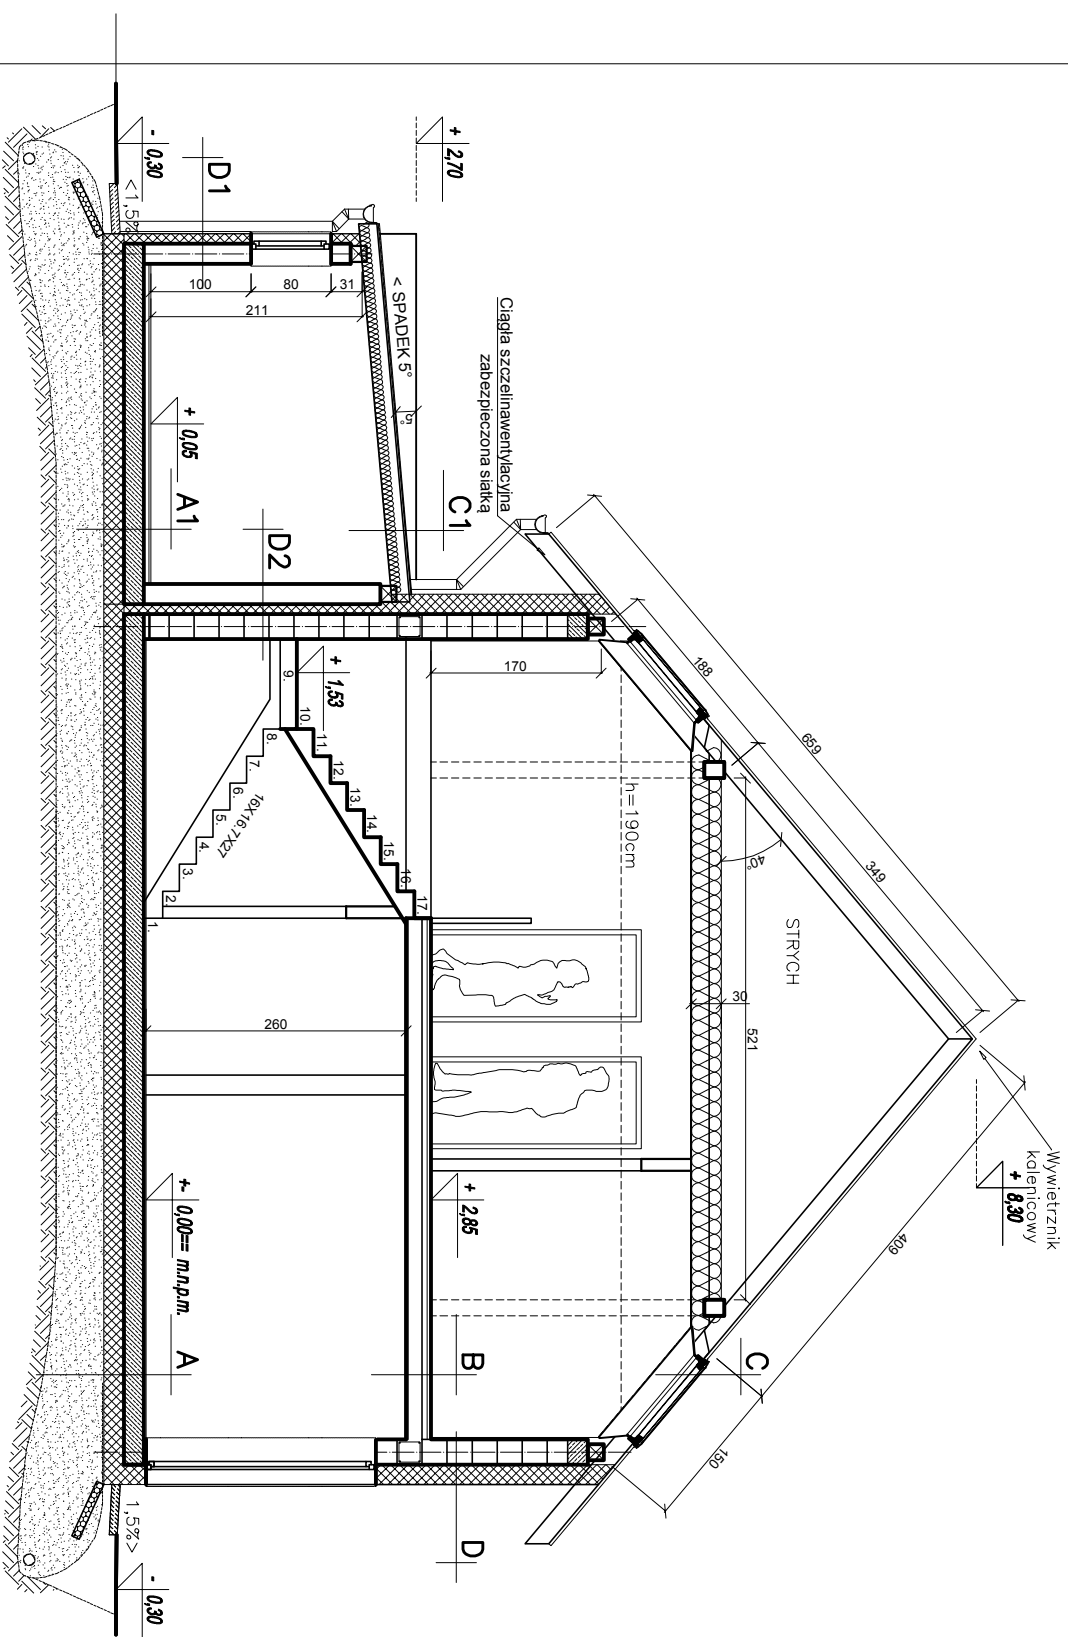 - 0,30
<1,5%
D1
+ 2,70
100
80
31
211
< SPADEK 5°
5°
+ 0,05
A1
D2
C1
Ciągła szczelinawentylacyjna
zabezpieczona siatką
9.
+ 1,53
10.
11.
12.
13.
14.
15.
16.
17.
8.
7.
6.
5.
4.
3.
2.
1.
16X16.7X27
170
188
659
349
h=190cm
40°
STRYCH
30
521
260
Wywietrznik
kalenicowy
+ 8,30
409
+ 2,85
+- 0,00== m.n.p.m.
A
B
C
150
D
1,5%>
- 0,30